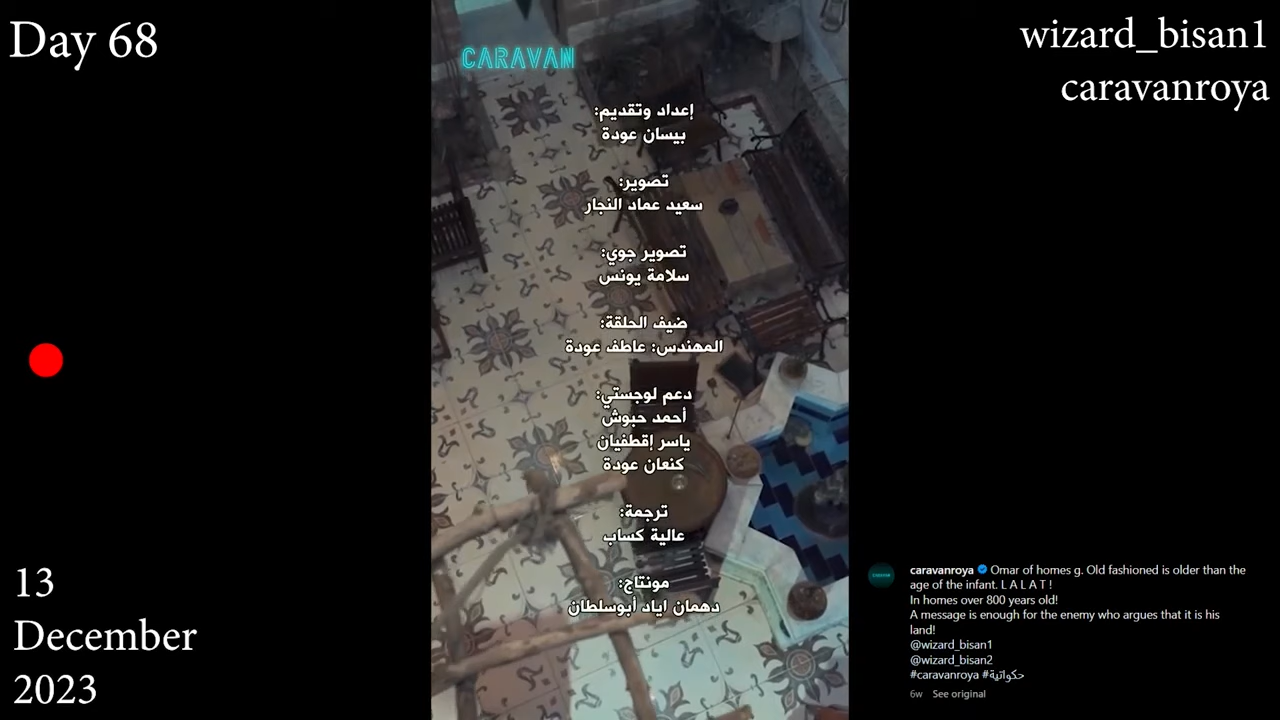 Day 68
wizard_bisan1
caravanroya
CARAVAN
إعداد وتقديم:
بيسان عودة
تصوير:
سعيد عماد النجار
تصوير جوي:
سلامة يونس
ضيف الحلقة:
المهندس: عاطف عودة
دعم لوجستي:
أحمد حبوش
ياسر إقطفيان
كنعان عودة
ترجمة:
عالية كساب
مونتاج:
دهمان اياد أبوسلطان
13
December
2023
caravanroya Omar of homes g. Old fashioned is older than the
age of the infant. L A L A T !
In homes over 800 years old!
A message is enough for the enemy who argues that it is his
land!
@wizard_bisan1
@wizard_bisan2
#caravanroya #حكواتية
6w See original